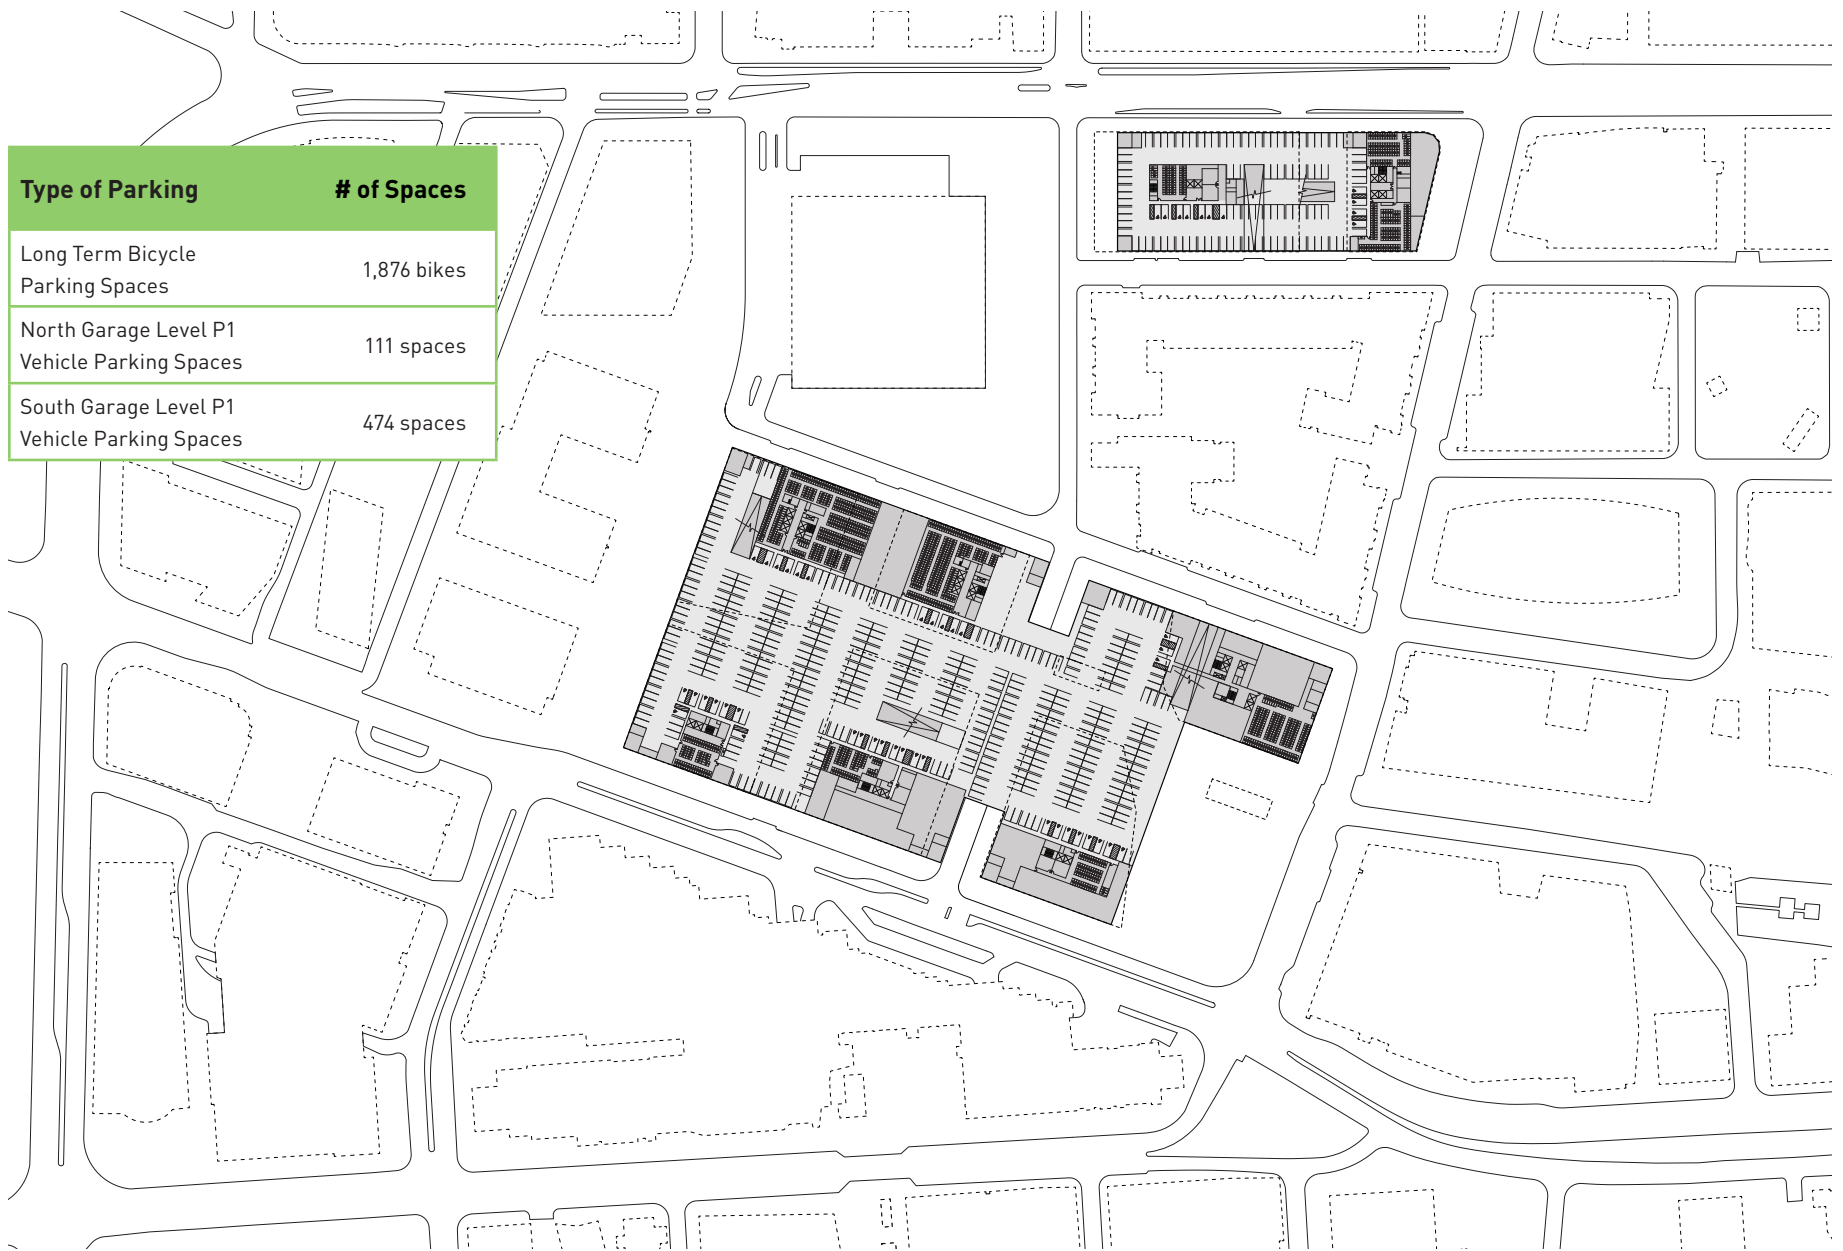 Type of Parking # of Spaces
Long Term Bicycle
Parking Spaces 1,876 bikes
North Garage Level P1
Vehicle Parking Spaces 111 spaces
South Garage Level P1
Vehicle Parking Spaces 474 spaces